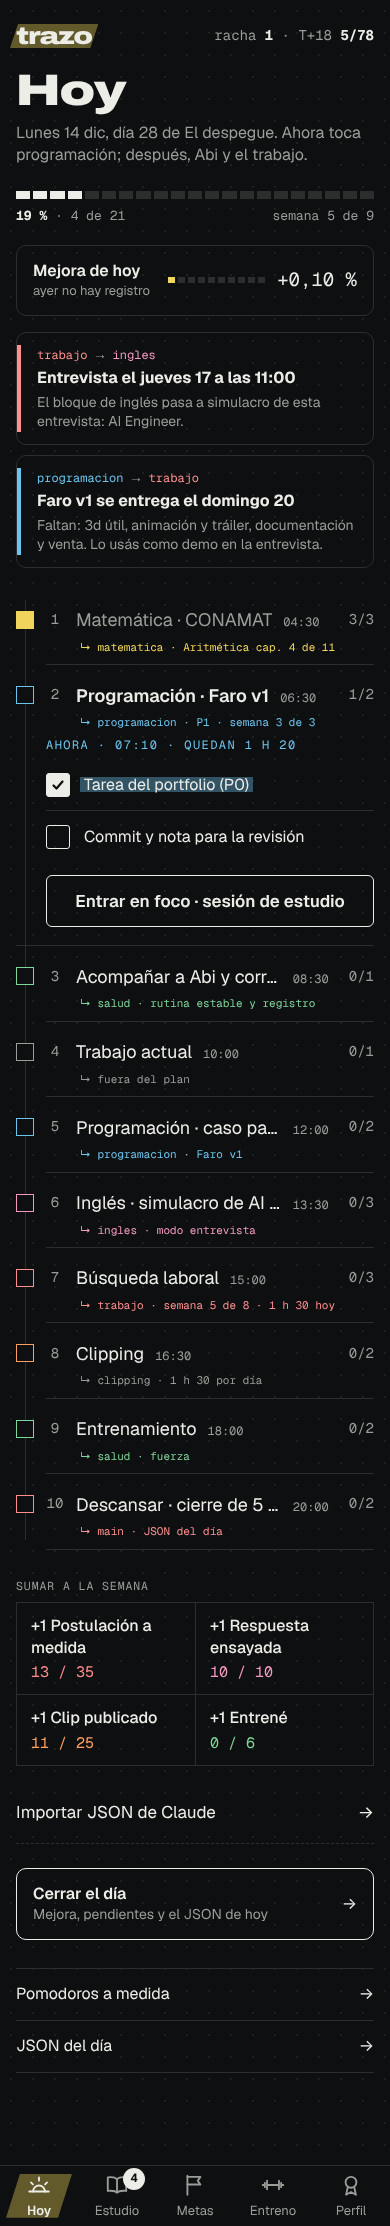 trazo
racha 1 · T+18 5/78
Hoy
Lunes 14 dic, día 28 de El despegue. Ahora toca
programación; después, Abi y el trabajo.
19 % · 4 de 21
semana 5 de 9
Mejora de hoy
ayer no hay registro
+0,10 %
trabajo → ingles
Entrevista el jueves 17 a las 11:00
El bloque de inglés pasa a simulacro de esta
entrevista: AI Engineer.
programacion → trabajo
Faro v1 se entrega el domingo 20
Faltan: 3d útil, animación y tráiler, documentación
y venta. Lo usás como demo en la entrevista.
1 Matemática · CONAMAT 04:30 3/3
↳ matematica · Aritmética cap. 4 de 11
2 Programación · Faro v1 06:30 1/2
↳ programacion · P1 · semana 3 de 3
AHORA · 07:10 · QUEDAN 1 H 20
Tarea del portfolio (P0)
Commit y nota para la revisión
Entrar en foco · sesión de estudio
3 Acompañar a Abi y corr... 08:30 0/1
↳ salud · rutina estable y registro
4 Trabajo actual 10:00 0/1
↳ fuera del plan
5 Programación · caso pa... 12:00 0/2
↳ programacion · Faro v1
6 Inglés · simulacro de AI ... 13:30 0/3
↳ ingles · modo entrevista
7 Búsqueda laboral 15:00 0/3
↳ trabajo · semana 5 de 8 · 1 h 30 hoy
8 Clipping 16:30 0/2
↳ clipping · 1 h 30 por día
9 Entrenamiento 18:00 0/2
↳ salud · fuerza
10 Descansar · cierre de 5 ... 20:00 0/2
↳ main · JSON del día
SUMAR A LA SEMANA
+1 Postulación a
medida
13 / 35
+1 Respuesta
ensayada
10 / 10
+1 Clip publicado
11 / 25
+1 Entrené
0 / 6
Importar JSON de Claude →
Cerrar el día
Mejora, pendientes y el JSON de hoy
→
Pomodoros a medida →
JSON del día →
4
Hoy
Estudio
Metas
Entreno
Perfil